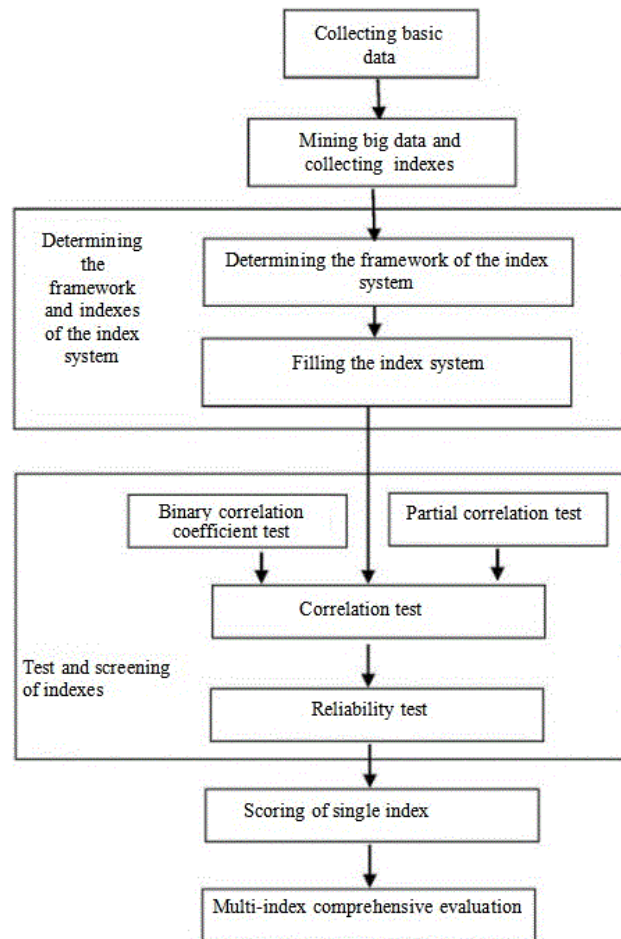 Collecting basic
data
Mining big data and
collecting indexes
Determining
the
framework
and indexes
of the index
system
Determining the framework of the index
system
Filling the index system
Binary correlation
coefficient test
Partial correlation test
Correlation test
Test and screening
of indexes
Reliability test
Scoring of single index
Multi-index comprehensive evaluation